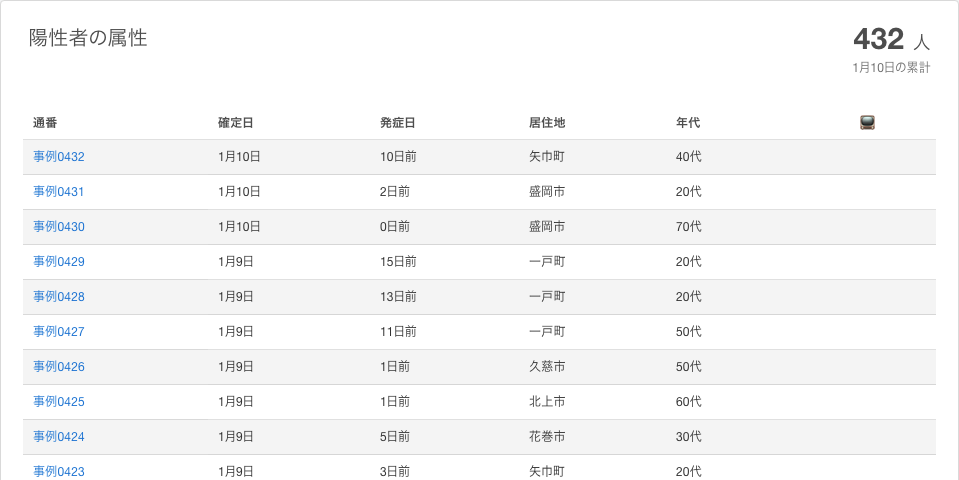 陽性者の属性
432 人
1月10日の累計
通番 確定日 発症日 居住地 年代
事例0432 1月10日 10日前 矢巾町 40代
事例0431 1月10日 2日前 盛岡市 20代
事例0430 1月10日 0日前 盛岡市 70代
事例0429 1月9日 15日前 一戸町 20代
事例0428 1月9日 13日前 一戸町 20代
事例0427 1月9日 11日前 一戸町 50代
事例0426 1月9日 1日前 久慈市 50代
事例0425 1月9日 1日前 北上市 60代
事例0424 1月9日 5日前 花巻市 30代
事例0423 1月9日 3日前 矢巾町 20代